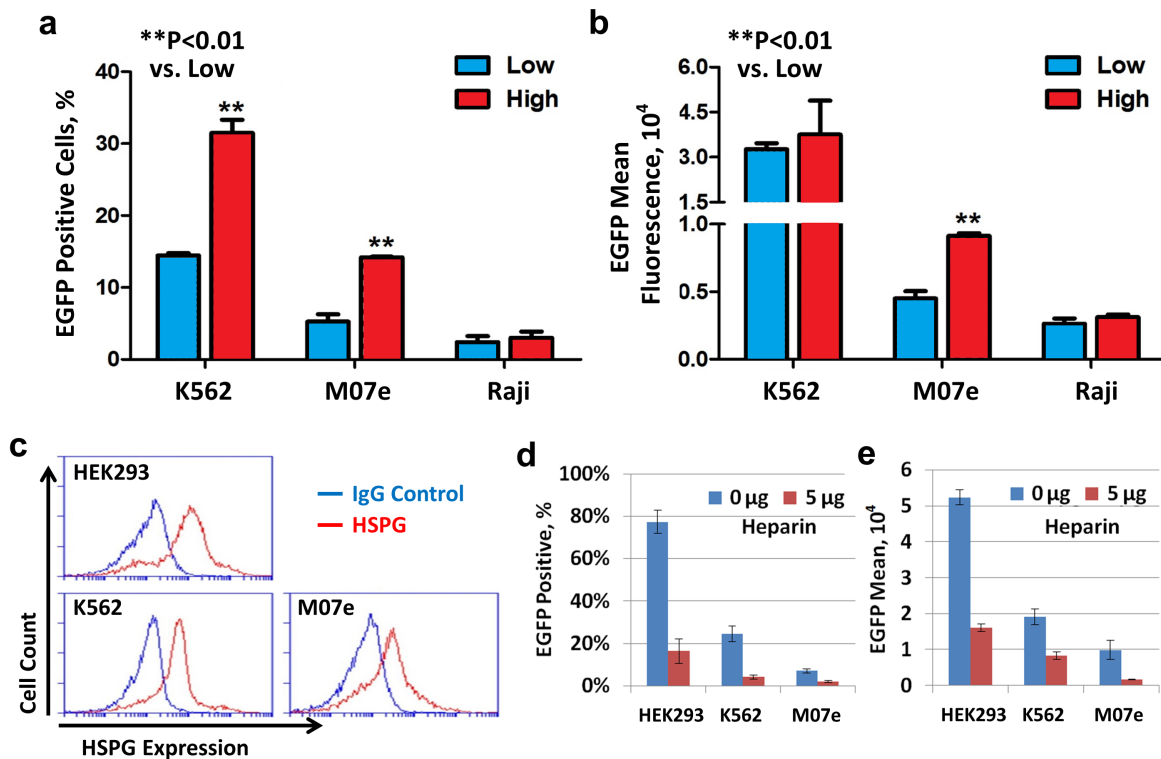 a
**P<0.01
vs. Low
Low
High
EGFP Positive Cells, %
40
30
20
10
0
**
**
K562
M07e
Raji
b
**P<0.01
vs. Low
Low
High
EGFP Mean
Fluorescence, 10⁴
6.0
4.5
3.0
1.5
1.0
0.5
0.0
**
K562
M07e
Raji
c
HEK293
IgG Control
HSPG
K562
M07e
Cell Count
HSPG Expression
d
EGFP Positive, %
100%
80%
60%
40%
20%
0%
0 µg
5 µg
Heparin
HEK293
K562
M07e
e
EGFP Mean, 10⁴
6
5
4
3
2
1
0
0 µg
5 µg
Heparin
HEK293
K562
M07e